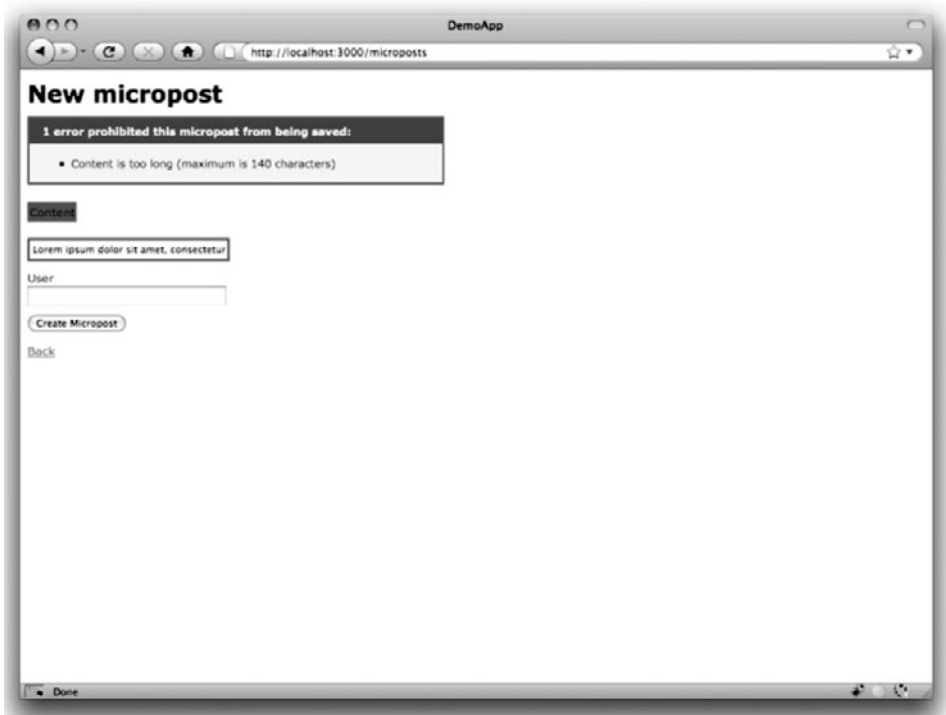 DemoApp
http://localhost:3000/microposts
New micropost
1 error prohibited this micropost from being saved:
Content is too long (maximum is 140 characters)
Content
Lorem ipsum dolor sit amet, consectetur
User
Create Micropost
Back
Done